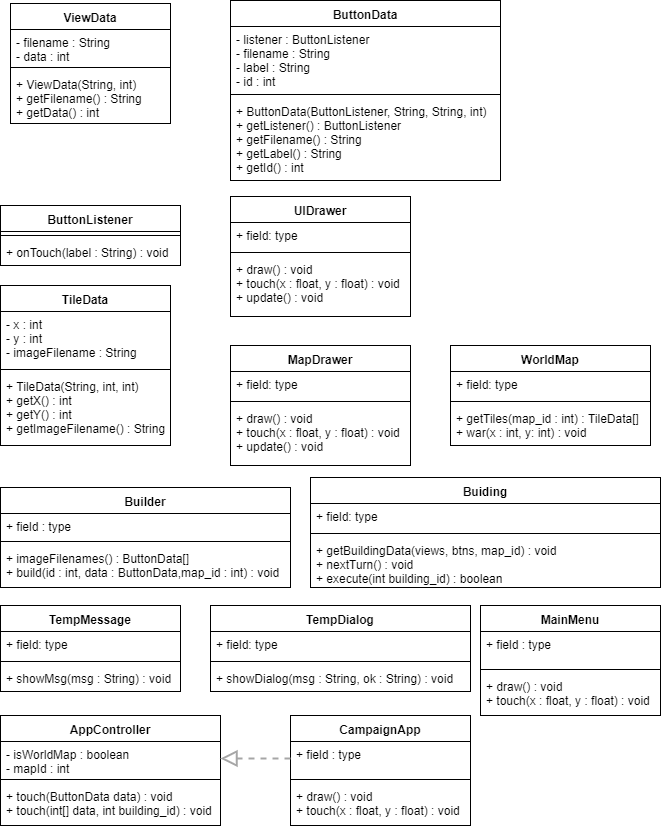 ViewData
- filename : String
- data : int
+ ViewData(String, int)
+ getFilename() : String
+ getData() : int
ButtonData
- listener : ButtonListener
- filename : String
- label : String
- id : int
+ ButtonData(ButtonListener, String, String, int)
+ getListener() : ButtonListener
+ getFilename() : String
+ getLabel() : String
+ getId() : int
ButtonListener
+ onTouch(label : String) : void
UIDrawer
+ field: type
+ draw() : void
+ touch(x : float, y : float) : void
+ update() : void
TileData
- x : int
- y : int
- imageFilename : String
+ TileData(String, int, int)
+ getX() : int
+ getY() : int
+ getImageFilename() : String
MapDrawer
+ field: type
+ draw() : void
+ touch(x : float, y : float) : void
+ update() : void
WorldMap
+ field: type
+ getTiles(map_id : int) : TileData[]
+ war(x : int, y: int) : void
Builder
+ field : type
+ imageFilenames() : ButtonData[]
+ build(id : int, data : ButtonData,map_id : int) : void
Buiding
+ field: type
+ getBuildingData(views, btns, map_id) : void
+ nextTurn() : void
+ execute(int building_id) : boolean
TempMessage
+ field: type
+ showMsg(msg : String) : void
TempDialog
+ field: type
+ showDialog(msg : String, ok : String) : void
MainMenu
+ field : type
+ draw() : void
+ touch(x : float, y : float) : void
AppController
- isWorldMap : boolean
- mapId : int
+ touch(ButtonData data) : void
+ touch(int[] data, int building_id) : void
CampaignApp
+ field : type
+ draw() : void
+ touch(x : float, y : float) : void